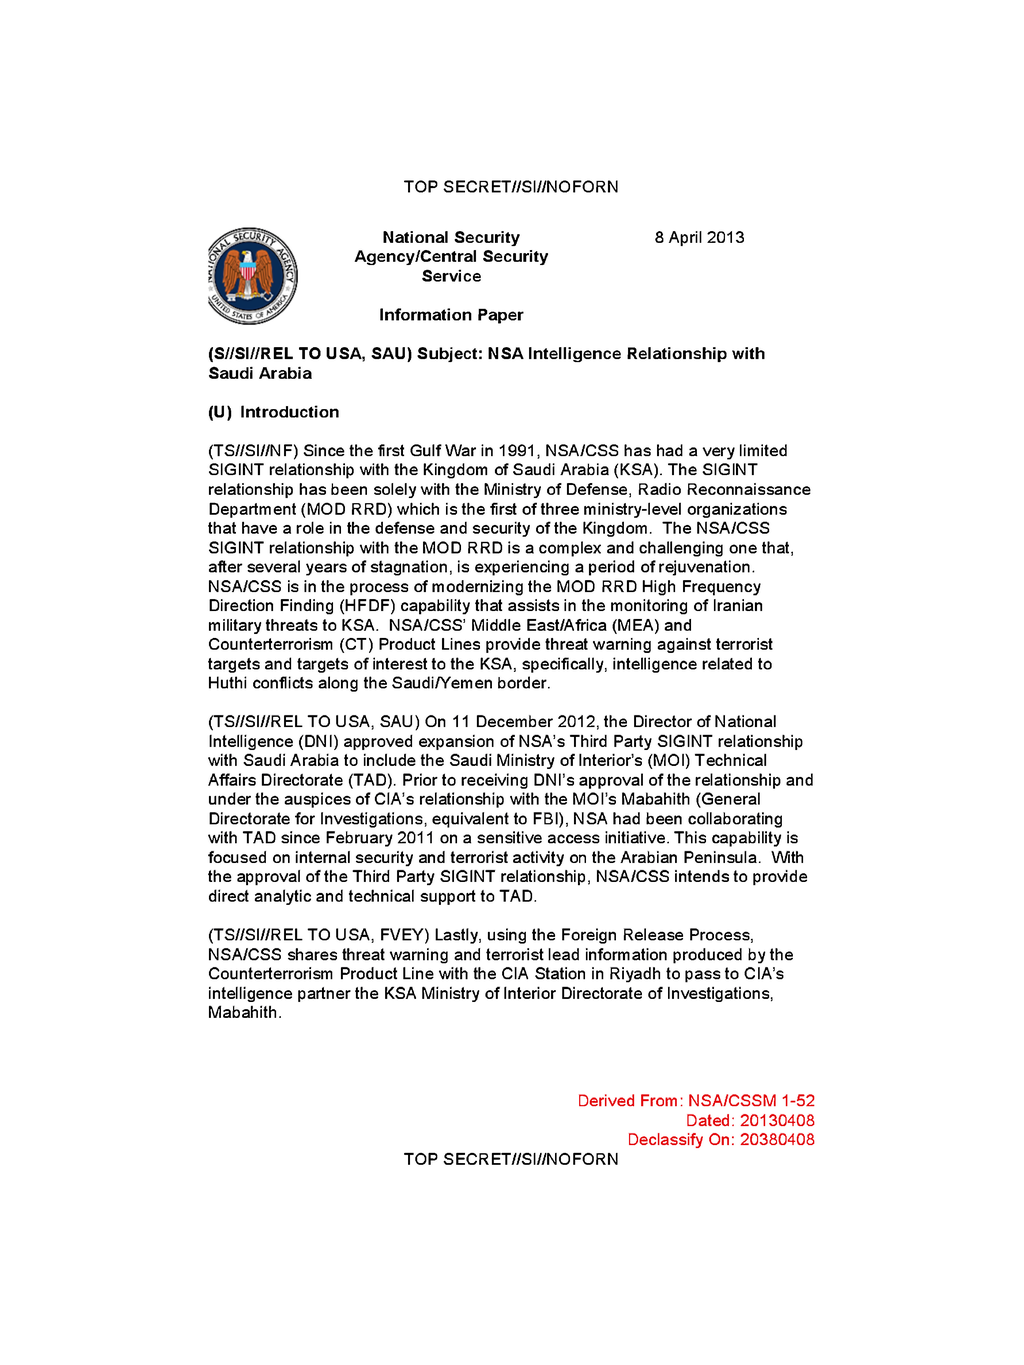 TOP SECRET//SI//NOFORN
NATIONAL SECURITY AGENCY
UNITED STATES OF AMERICA
National Security
Agency/Central Security
Service
8 April 2013
Information Paper
(S//SI//REL TO USA, SAU) Subject: NSA Intelligence Relationship with
Saudi Arabia
(U) Introduction
(TS//SI//NF) Since the first Gulf War in 1991, NSA/CSS has had a very limited
SIGINT relationship with the Kingdom of Saudi Arabia (KSA). The SIGINT
relationship has been solely with the Ministry of Defense, Radio Reconnaissance
Department (MOD RRD) which is the first of three ministry-level organizations
that have a role in the defense and security of the Kingdom. The NSA/CSS
SIGINT relationship with the MOD RRD is a complex and challenging one that,
after several years of stagnation, is experiencing a period of rejuvenation.
NSA/CSS is in the process of modernizing the MOD RRD High Frequency
Direction Finding (HFDF) capability that assists in the monitoring of Iranian
military threats to KSA. NSA/CSS' Middle East/Africa (MEA) and
Counterterrorism (CT) Product Lines provide threat warning against terrorist
targets and targets of interest to the KSA, specifically, intelligence related to
Huthi conflicts along the Saudi/Yemen border.
(TS//SI//REL TO USA, SAU) On 11 December 2012, the Director of National
Intelligence (DNI) approved expansion of NSA's Third Party SIGINT relationship
with Saudi Arabia to include the Saudi Ministry of Interior's (MOI) Technical
Affairs Directorate (TAD). Prior to receiving DNI's approval of the relationship and
under the auspices of CIA's relationship with the MOI's Mabahith (General
Directorate for Investigations, equivalent to FBI), NSA had been collaborating
with TAD since February 2011 on a sensitive access initiative. This capability is
focused on internal security and terrorist activity on the Arabian Peninsula. With
the approval of the Third Party SIGINT relationship, NSA/CSS intends to provide
direct analytic and technical support to TAD.
(TS//SI//REL TO USA, FVEY) Lastly, using the Foreign Release Process,
NSA/CSS shares threat warning and terrorist lead information produced by the
Counterterrorism Product Line with the CIA Station in Riyadh to pass to CIA's
intelligence partner the KSA Ministry of Interior Directorate of Investigations,
Mabahith.
Derived From: NSA/CSSM 1-52
Dated: 20130408
Declassify On: 20380408
TOP SECRET//SI//NOFORN